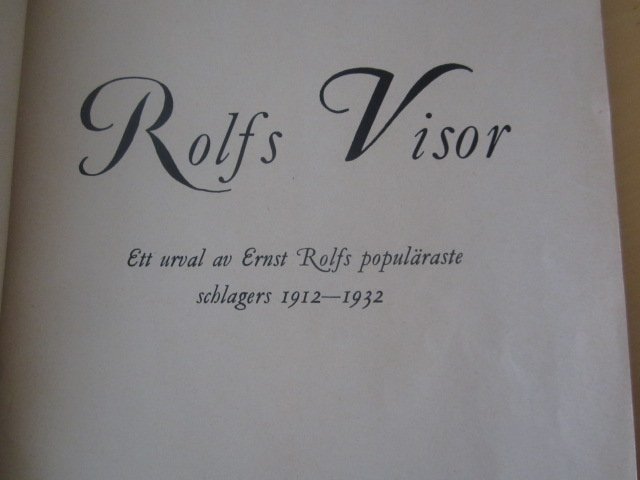 Rolfs Visor
Ett urval av Ernst Rolfs populäraste
schlagers 1912—1932